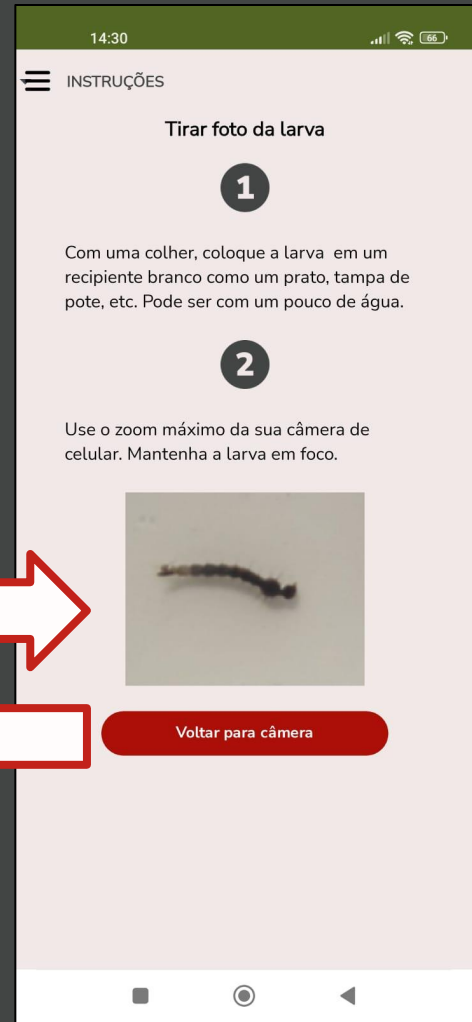 14:30
66
INSTRUÇÕES
Tirar foto da larva
1
Com uma colher, coloque a larva em um
recipiente branco como um prato, tampa de
pote, etc. Pode ser com um pouco de água.
2
Use o zoom máximo da sua câmera de
celular. Mantenha a larva em foco.
Voltar para câmera